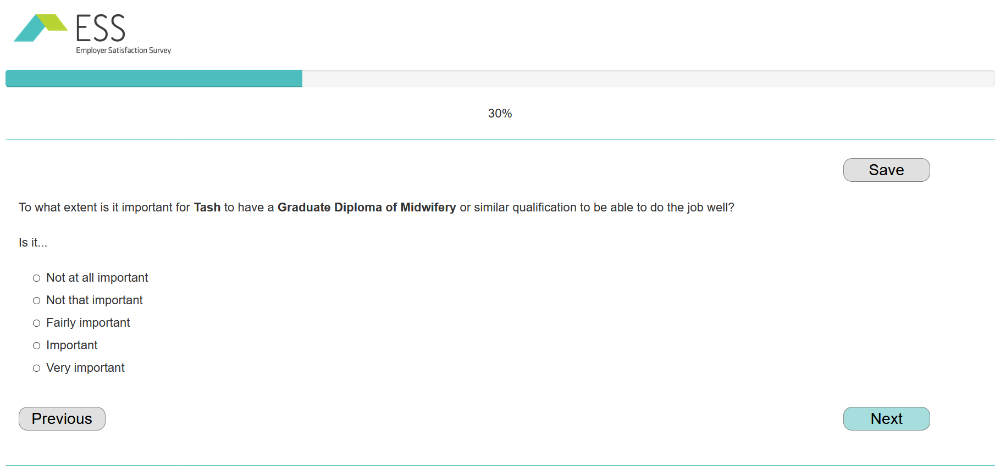 ESS
Employer Satisfaction Survey
30%
Save
To what extent is it important for Tash to have a Graduate Diploma of Midwifery or similar qualification to be able to do the job well?
Is it...
Not at all important
Not that important
Fairly important
Important
Very important
Previous
Next